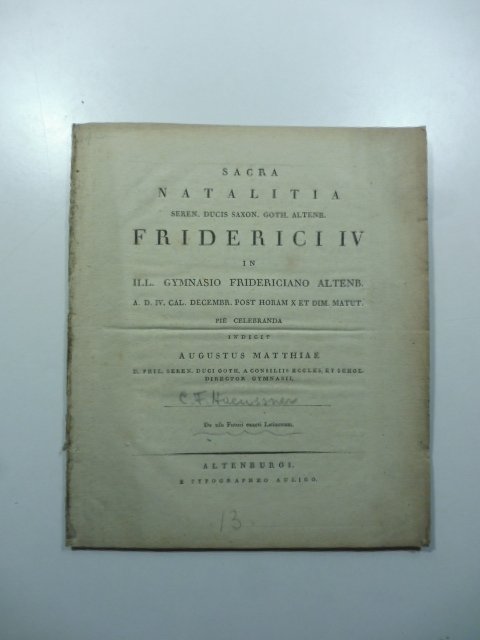 SACRA
NATALITIA
SEREN. DUCIS SAXON. GOTH. ALTENB.
FRIDERICI IV
IN
ILL. GYMNASIO FRIDERICIANO ALTENB.
A. D. IV. CAL. DECEMBR. POST HORAM X ET DIM. MATUT.
PIE CELEBRANDA
INDICIT
AUGUSTUS MATTHIAE
D. PHIL. SEREN. DUCI GOTH. A CONSILIIS ECCLES. ET SCHOL.
DIRECTOR GYMNASII.
C. F. Haeussner
De usu Futuri exacti Latinorum.
ALTENBURGI.
E TYPOGRAPHEO AULICO.
13.